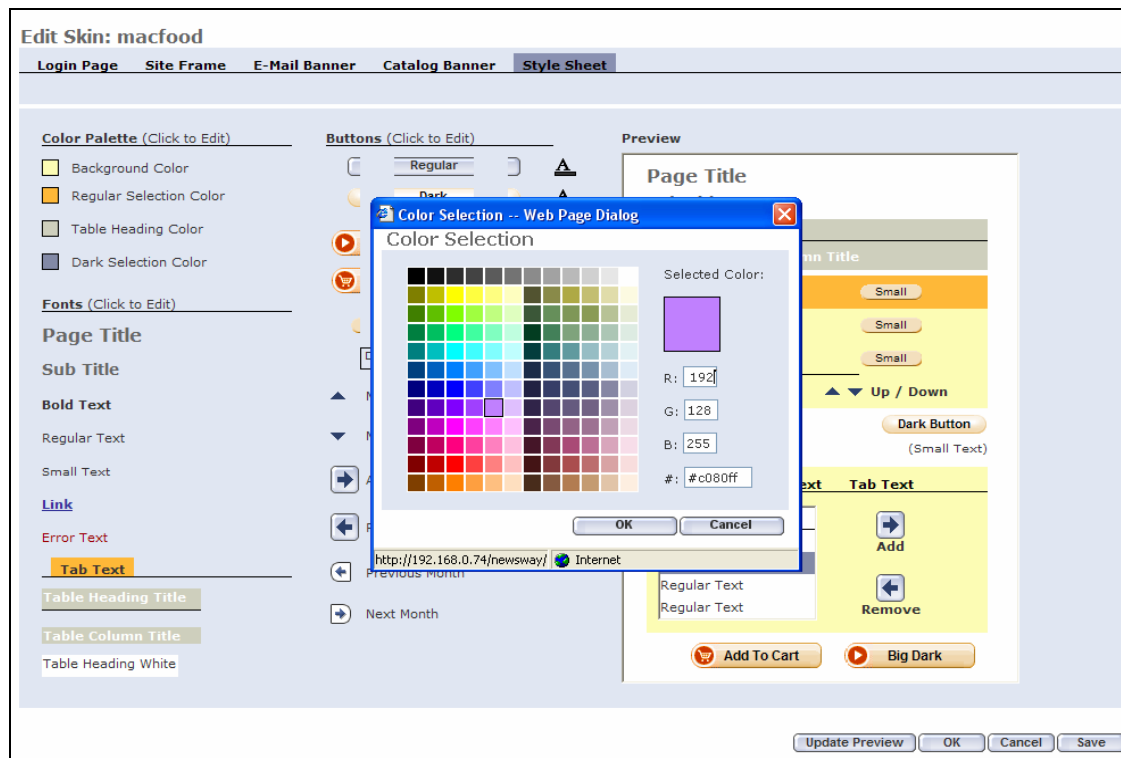 Edit Skin: macfood
Login Page Site Frame E-Mail Banner Catalog Banner Style Sheet
Color Palette (Click to Edit)
Background Color
Regular Selection Color
Table Heading Color
Dark Selection Color
Fonts (Click to Edit)
Page Title
Sub Title
Bold Text
Regular Text
Small Text
Link
Error Text
Tab Text
Table Heading Title
Table Column Title
Table Heading White
Buttons (Click to Edit)
Regular A
Dark
Previous Month
Next Month
Color Selection -- Web Page Dialog
Color Selection
Selected Color:
R: 192
G: 128
B: 255
#: #c080ff
OK Cancel
http://192.168.0.74/newsway/ Internet
Preview
Page Title
Title
Small
Small
Small
Up / Down
Dark Button
(Small Text)
Tab Text
Add
Regular Text
Regular Text
Remove
Add To Cart Big Dark
Update Preview OK Cancel Save